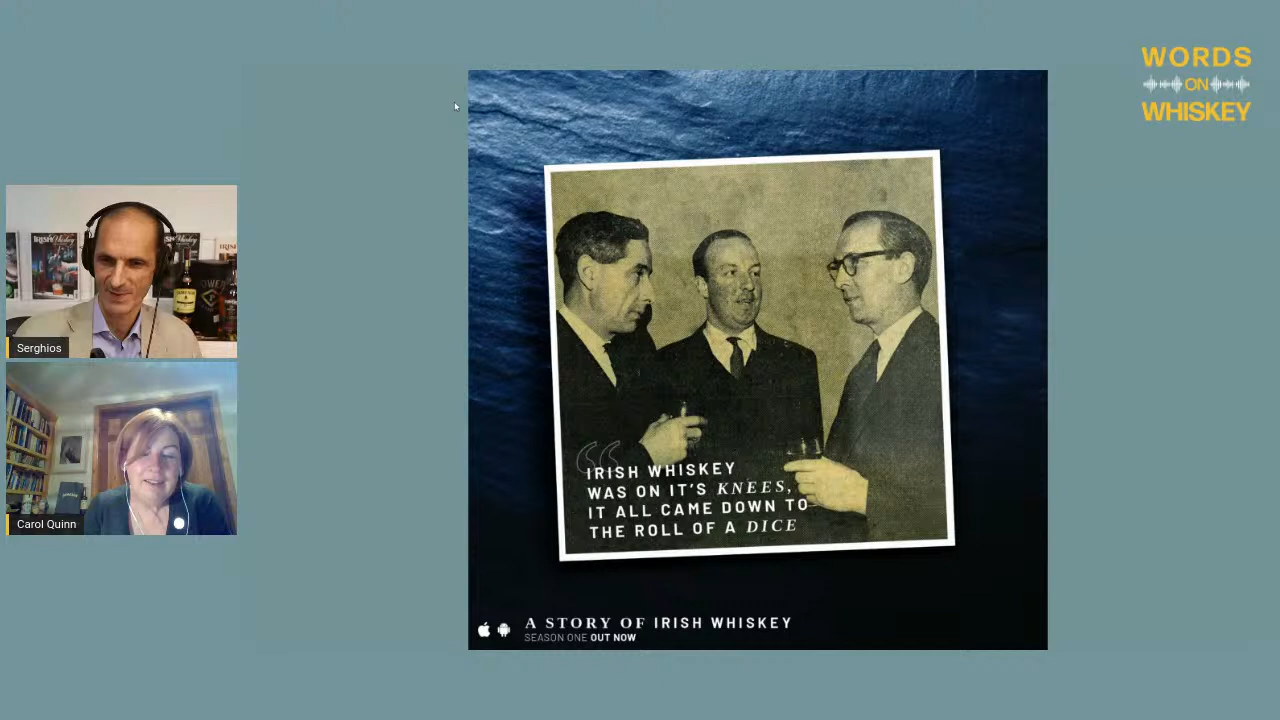 WORDS
ON
WHISKEY
Serghios
Carol Quinn
“
IRISH WHISKEY
WAS ON IT'S KNEES,
IT ALL CAME DOWN TO
THE ROLL OF A DICE
A STORY OF IRISH WHISKEY
SEASON ONE OUT NOW